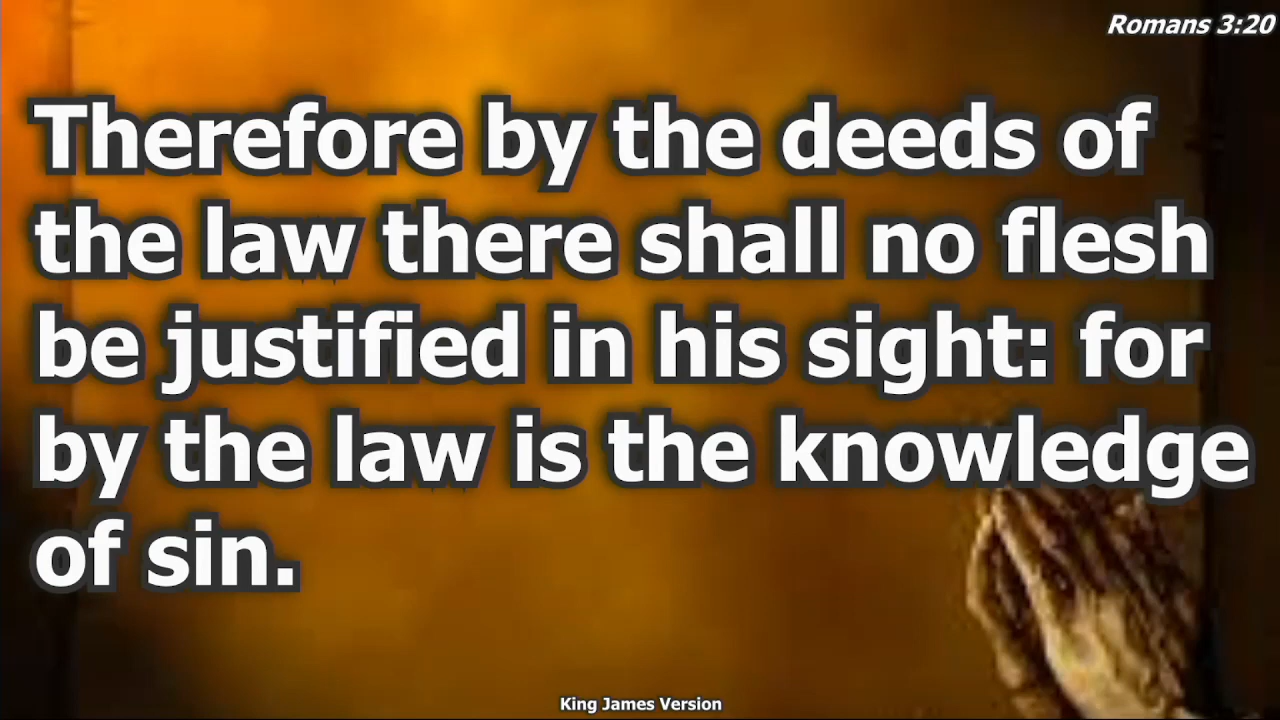 Romans 3:20
Therefore by the deeds of
the law there shall no flesh
be justified in his sight: for
by the law is the knowledge
of sin.
King James Version